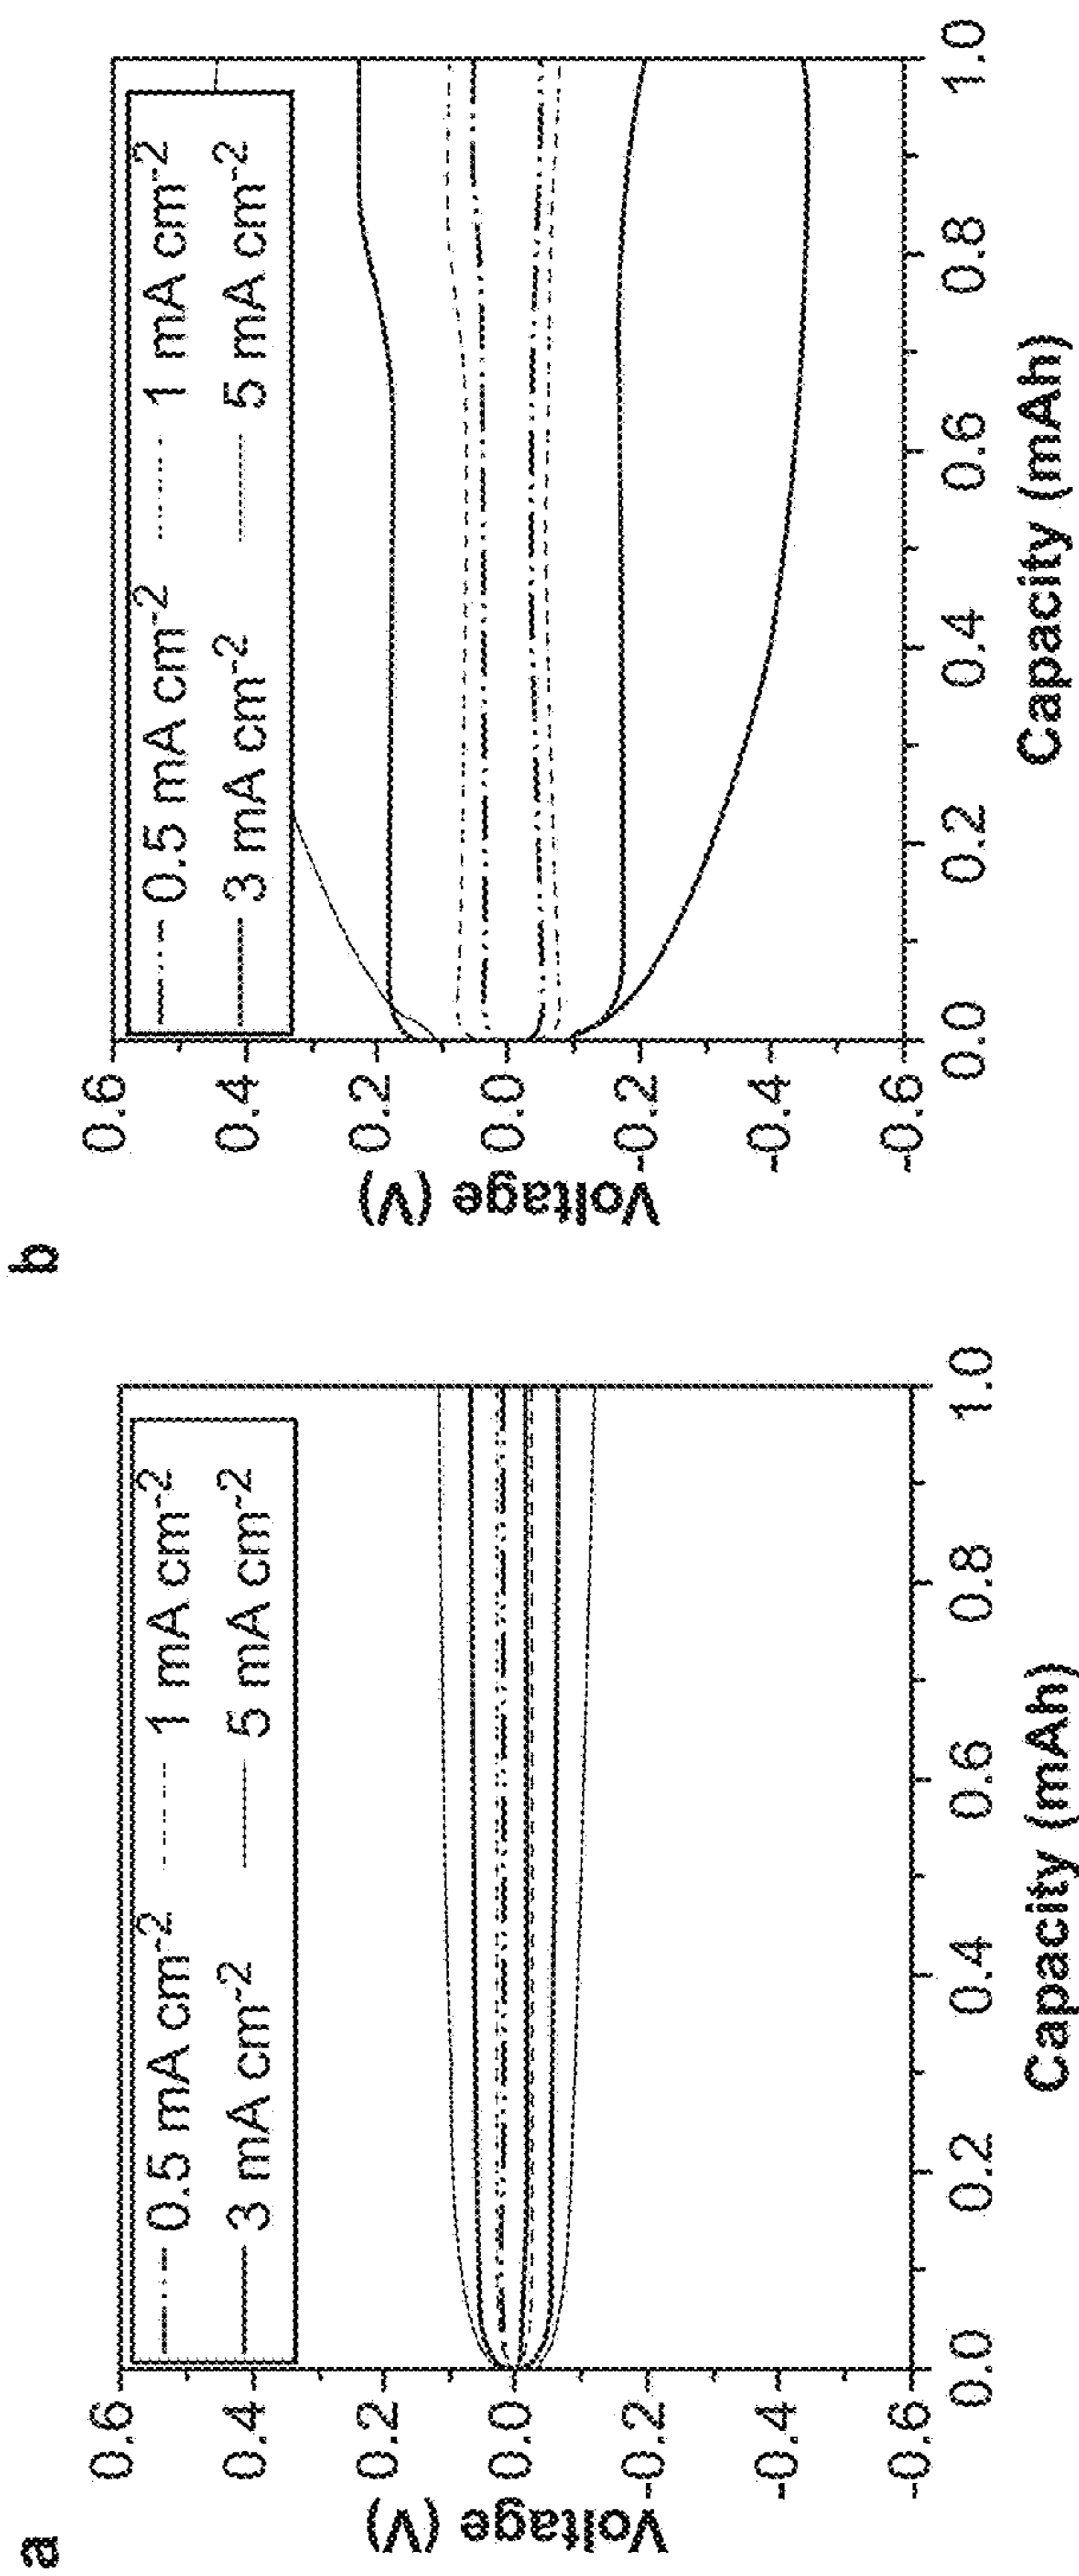 a
0.5 mA cm-2 1 mA cm-2
3 mA cm-2 5 mA cm-2
Voltage (V)
0.6
0.4
0.2
0.0
-0.2
-0.4
-0.6
0.0 0.2 0.4 0.6 0.8 1.0
Capacity (mAh)
b
0.5 mA cm-2 1 mA cm-2
3 mA cm-2 5 mA cm-2
Voltage (V)
0.6
0.4
0.2
0.0
-0.2
-0.4
-0.6
0.0 0.2 0.4 0.6 0.8 1.0
Capacity (mAh)